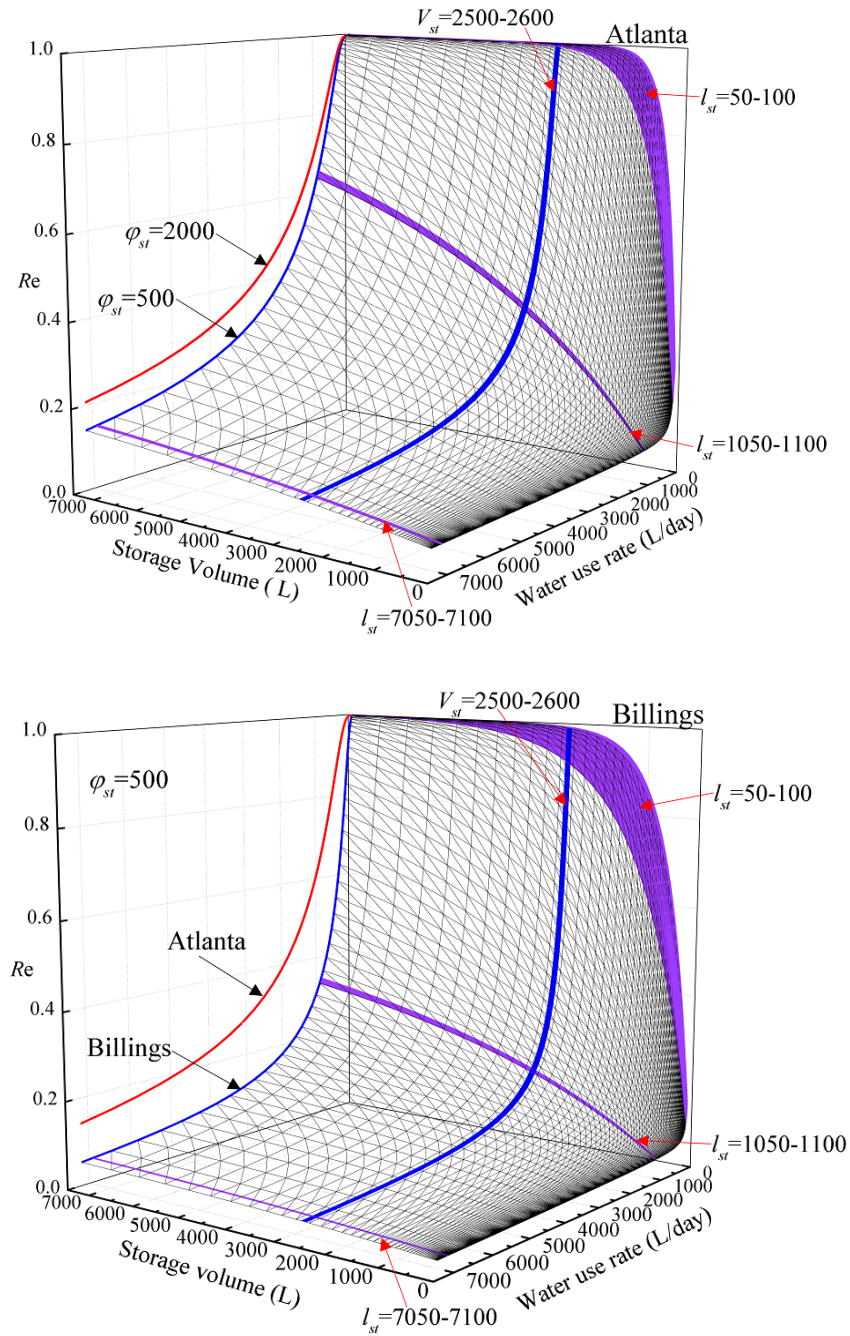 V_st=2500-2600
Atlanta
1.0
l_st=50-100
0.8
φ_st=2000
0.6
Re
φ_st=500
0.4
0.2
l_st=1050-1100
0.0
7000 6000 5000 4000 3000 2000 1000 0
Storage Volume ( L)
0 1000 2000 3000 4000 5000 6000 7000
Water use rate (L/day)
l_st=7050-7100
V_st=2500-2600
Billings
1.0
φ_st=500
l_st=50-100
0.8
0.6
Atlanta
Re
0.4
Billings
0.2
l_st=1050-1100
0.0
7000 6000 5000 4000 3000 2000 1000 0
Storage volume (L)
0 1000 2000 3000 4000 5000 6000 7000
Water use rate (L/day)
l_st=7050-7100